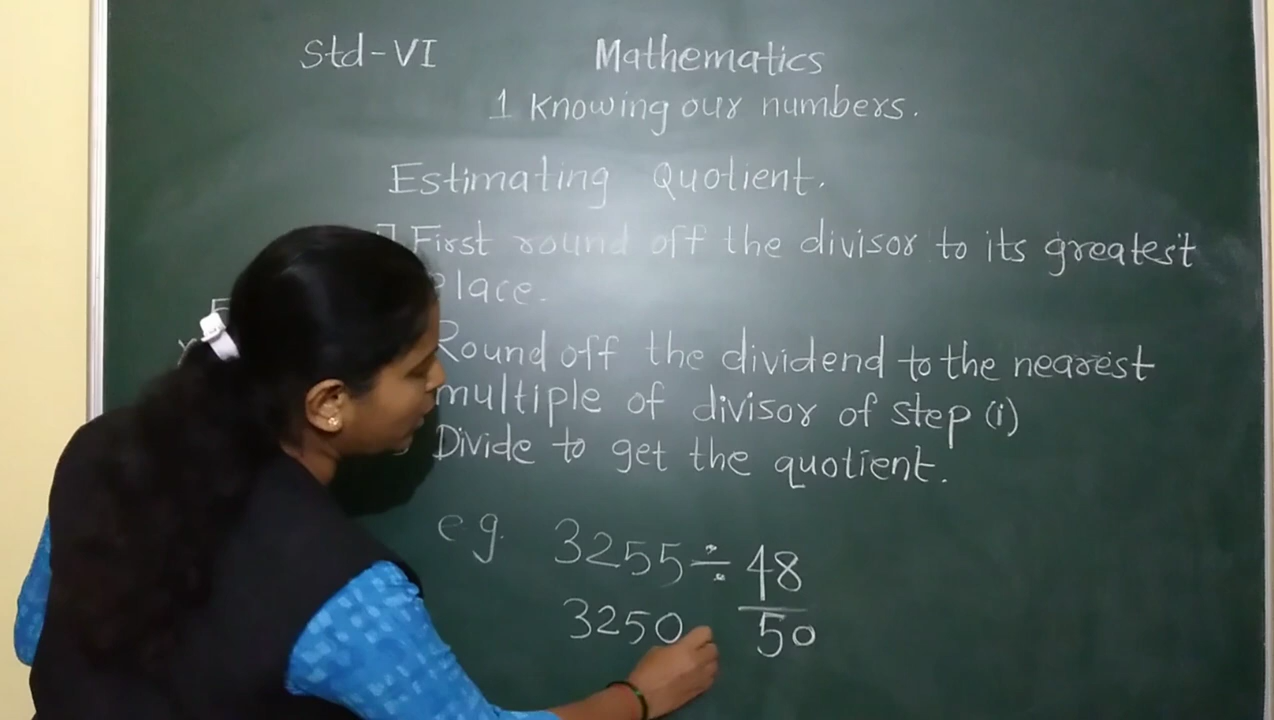 Std-VI Mathematics
1 Knowing our numbers.
Estimating Quotient.
First round off the divisor to its greatest
place.
Round off the dividend to the nearest
multiple of divisor of step (i)
Divide to get the quotient.
e.g. 3255 ÷ 48
3250 50